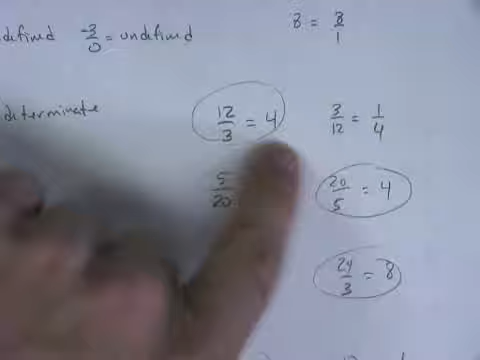 defined -3/0 = undefined 8 = 8/1
determinate 12/3 = 4 3/12 = 1/4
5/20 20/5 = 4
24/3 = 8